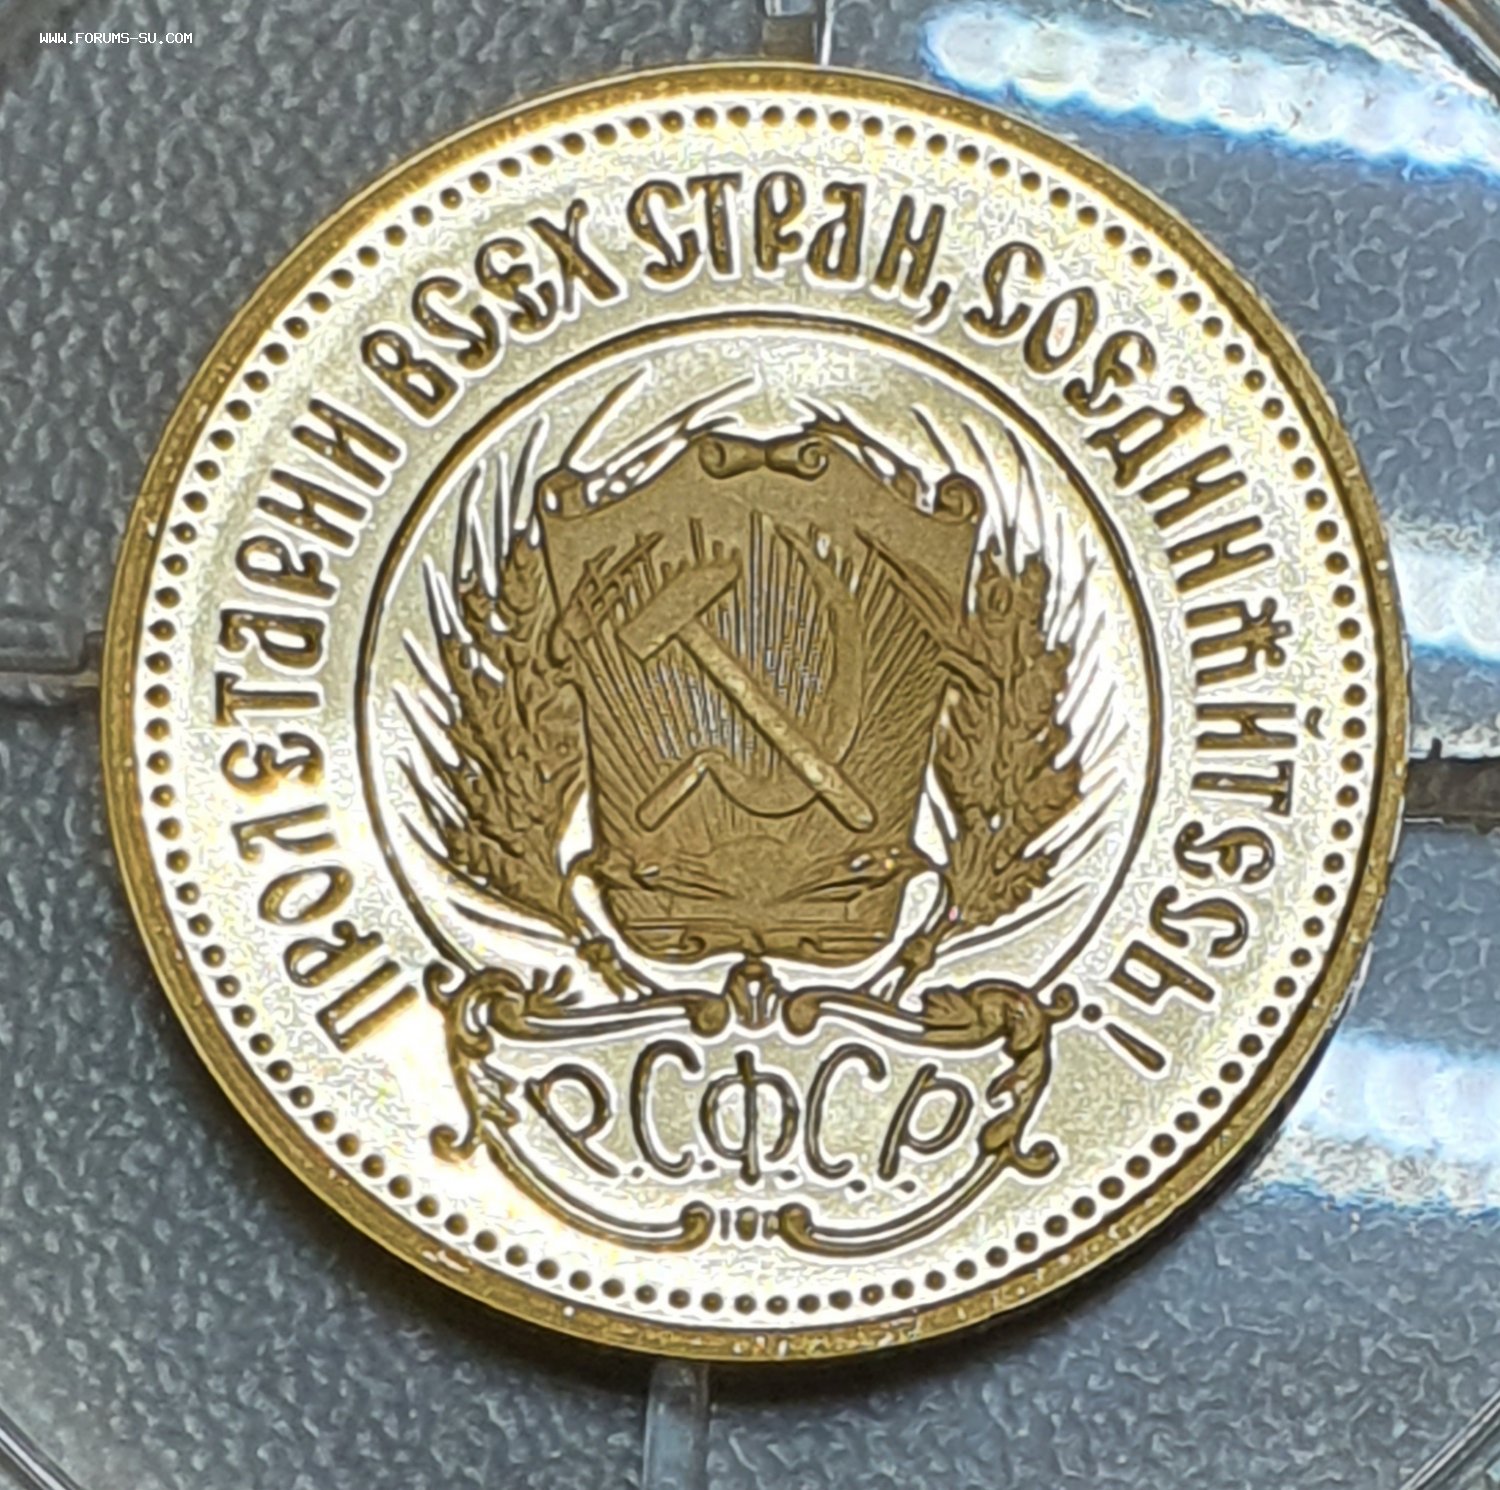 WWW.FORUMS-SU.COM
ПРОЛЕТАРИИ ВСЕХ СТРАН, СОЕДИНЯЙТЕСЬ!
Р.С.Ф.С.Р.